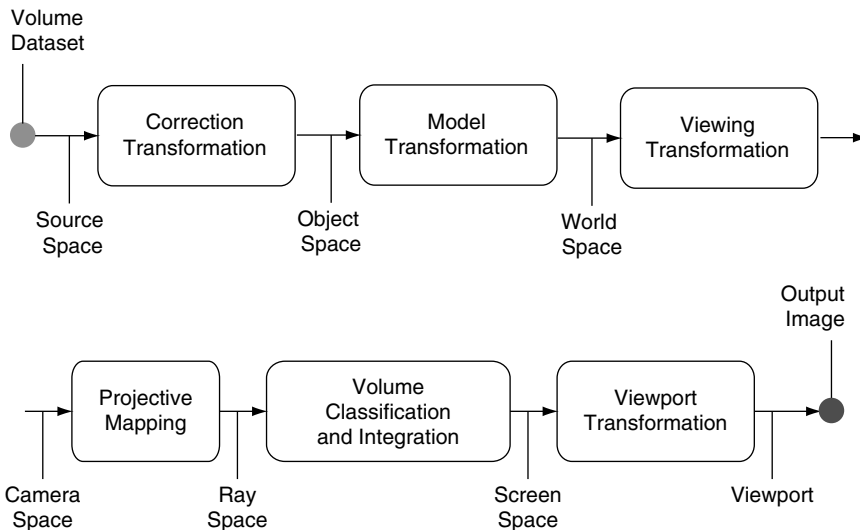 Volume
Dataset
Correction
Transformation
Model
Transformation
Viewing
Transformation
Source
Space
Object
Space
World
Space
Output
Image
Projective
Mapping
Volume
Classification
and Integration
Viewport
Transformation
Camera
Space
Ray
Space
Screen
Space
Viewport